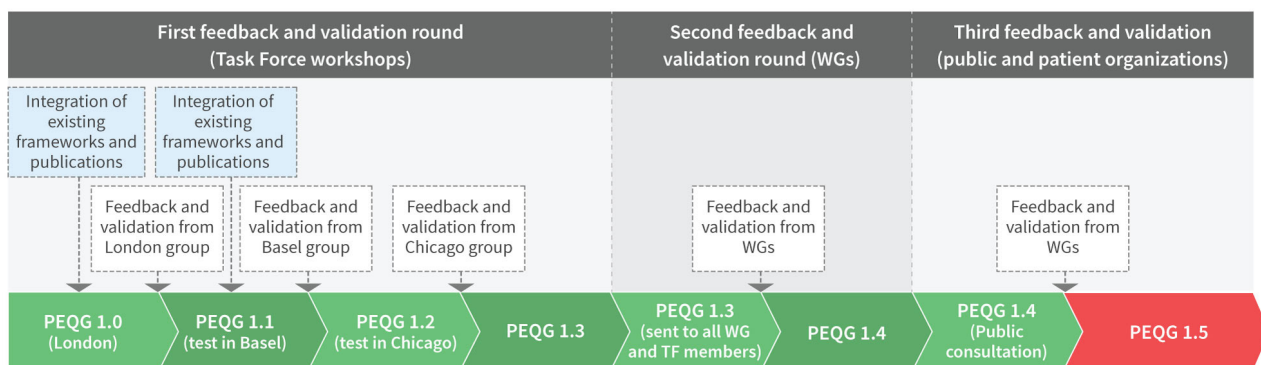 First feedback and validation round
(Task Force workshops)
Second feedback and
validation round (WGs)
Third feedback and validation
(public and patient organizations)
Integration of
existing
frameworks and
publications
Integration of
existing
frameworks and
publications
Feedback and
validation from
London group
Feedback and
validation from
Basel group
Feedback and
validation from
Chicago group
Feedback and
validation from
WGs
Feedback and
validation from
WGs
PEQG 1.0
(London)
PEQG 1.1
(test in Basel)
PEQG 1.2
(test in Chicago)
PEQG 1.3
PEQG 1.3
(sent to all WG
and TF members)
PEQG 1.4
PEQG 1.4
(Public
consultation)
PEQG 1.5